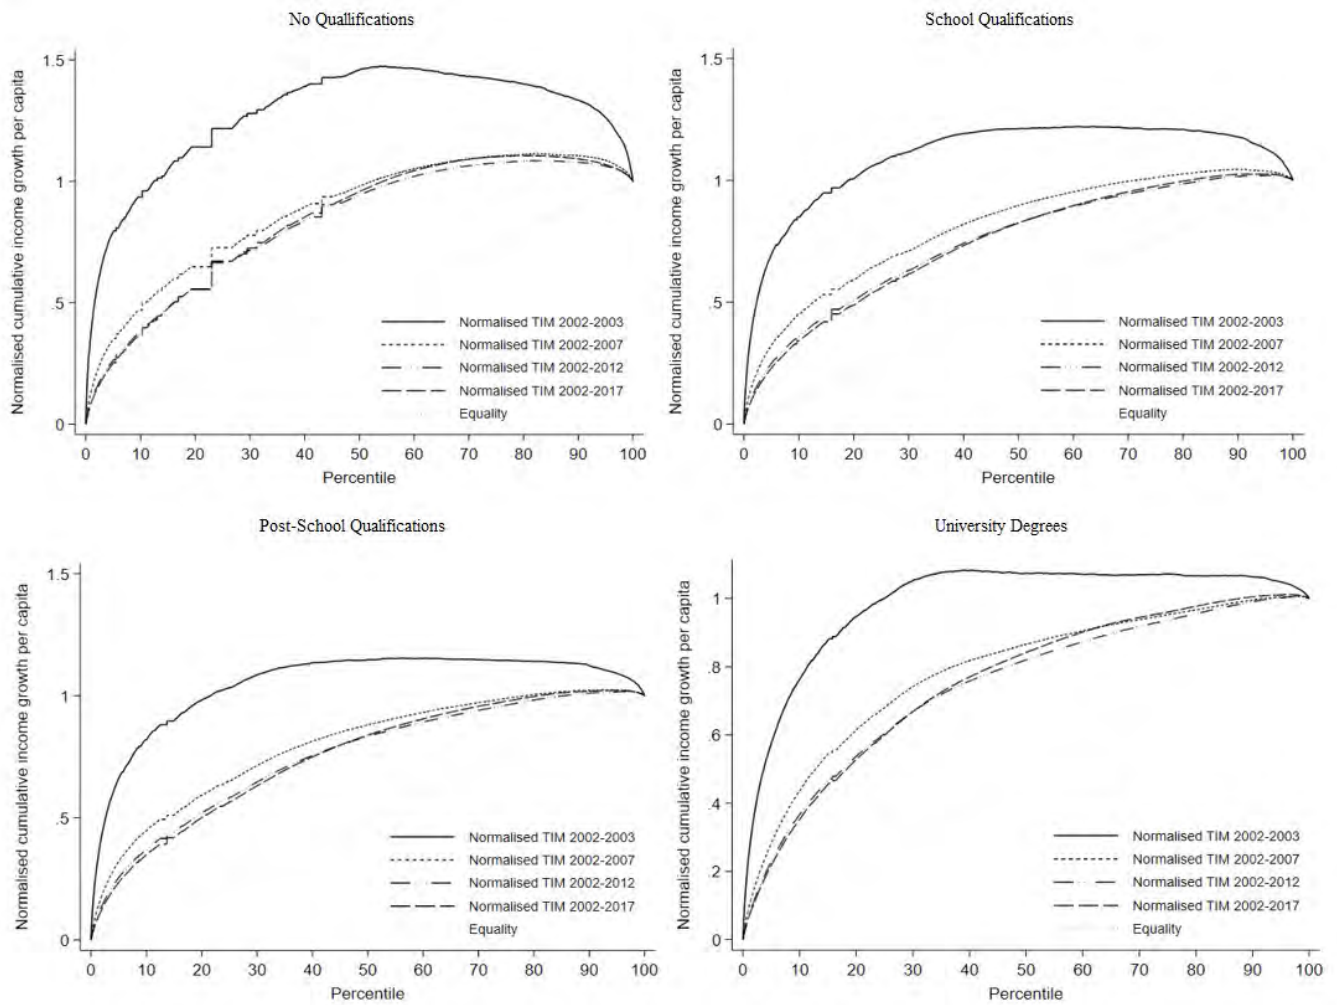 No Quallifications
Normalised cumulative income growth per capita
1.5
1
.5
0
Normalised TIM 2002-2003
Normalised TIM 2002-2007
Normalised TIM 2002-2012
Normalised TIM 2002-2017
Equality
0 10 20 30 40 50 60 70 80 90 100
Percentile
School Qualifications
Normalised cumulative income growth per capita
1.5
1
.5
0
Normalised TIM 2002-2003
Normalised TIM 2002-2007
Normalised TIM 2002-2012
Normalised TIM 2002-2017
Equality
0 10 20 30 40 50 60 70 80 90 100
Percentile
Post-School Qualifications
Normalised cumulative income growth per capita
1.5
1
.5
0
Normalised TIM 2002-2003
Normalised TIM 2002-2007
Normalised TIM 2002-2012
Normalised TIM 2002-2017
Equality
0 10 20 30 40 50 60 70 80 90 100
Percentile
University Degrees
Normalised cumulative income growth per capita
1
.8
.6
.4
.2
0
Normalised TIM 2002-2003
Normalised TIM 2002-2007
Normalised TIM 2002-2012
Normalised TIM 2002-2017
Equality
0 10 20 30 40 50 60 70 80 90 100
Percentile